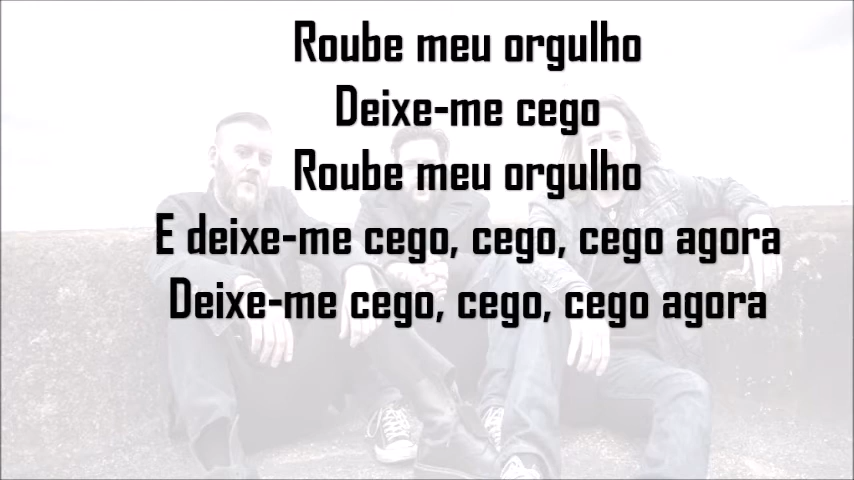 Roube meu orgulho
Deixe-me cego
Roube meu orgulho
E deixe-me cego, cego, cego agora
Deixe-me cego, cego, cego agora